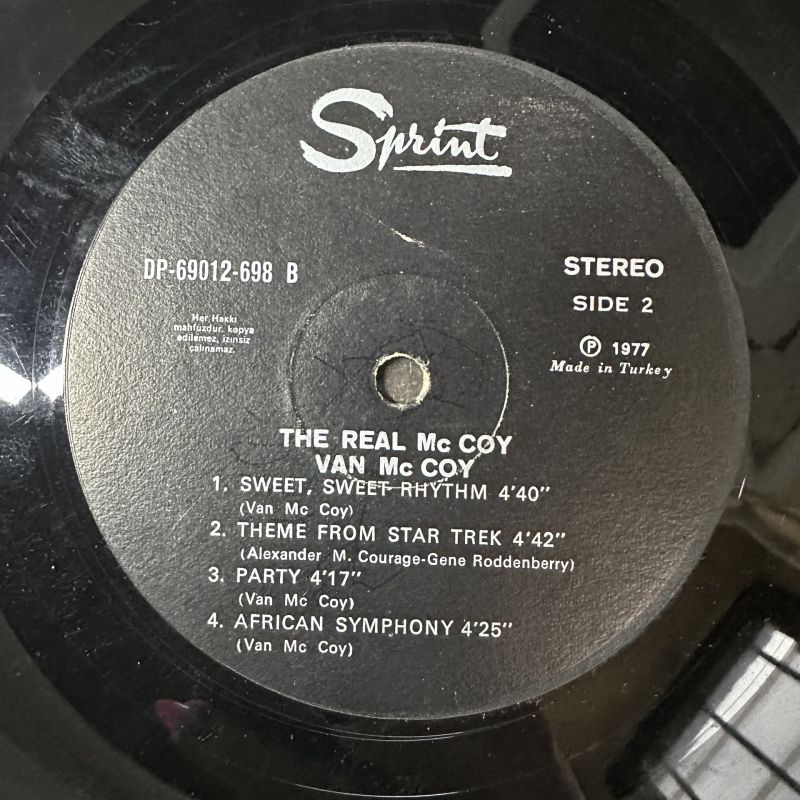 Sprint
DP-69012-698 B
Her Hakkı
mahfuzdur. kopya
edilemez, izinsiz
çalınamaz.
STEREO
SIDE 2
Ⓟ 1977
Made in Turkey
THE REAL Mc COY
VAN Mc COY
1. SWEET, SWEET RHYTHM 4'40"
(Van Mc Coy)
2. THEME FROM STAR TREK 4'42"
(Alexander M. Courage-Gene Roddenberry)
3. PARTY 4'17"
(Van Mc Coy)
4. AFRICAN SYMPHONY 4'25"
(Van Mc Coy)